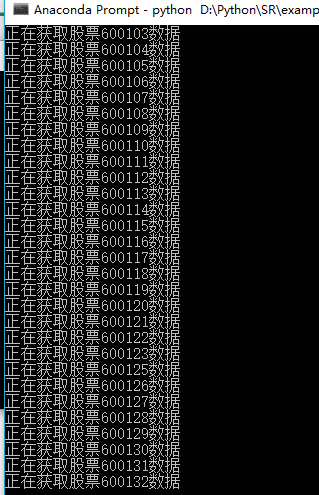 Anaconda Prompt - python D:\Python\SR\examp
正在获取股票600103数据
正在获取股票600104数据
正在获取股票600105数据
正在获取股票600106数据
正在获取股票600107数据
正在获取股票600108数据
正在获取股票600109数据
正在获取股票600110数据
正在获取股票600111数据
正在获取股票600112数据
正在获取股票600113数据
正在获取股票600114数据
正在获取股票600115数据
正在获取股票600116数据
正在获取股票600117数据
正在获取股票600118数据
正在获取股票600119数据
正在获取股票600120数据
正在获取股票600121数据
正在获取股票600122数据
正在获取股票600123数据
正在获取股票600125数据
正在获取股票600126数据
正在获取股票600127数据
正在获取股票600128数据
正在获取股票600129数据
正在获取股票600130数据
正在获取股票600131数据
正在获取股票600132数据